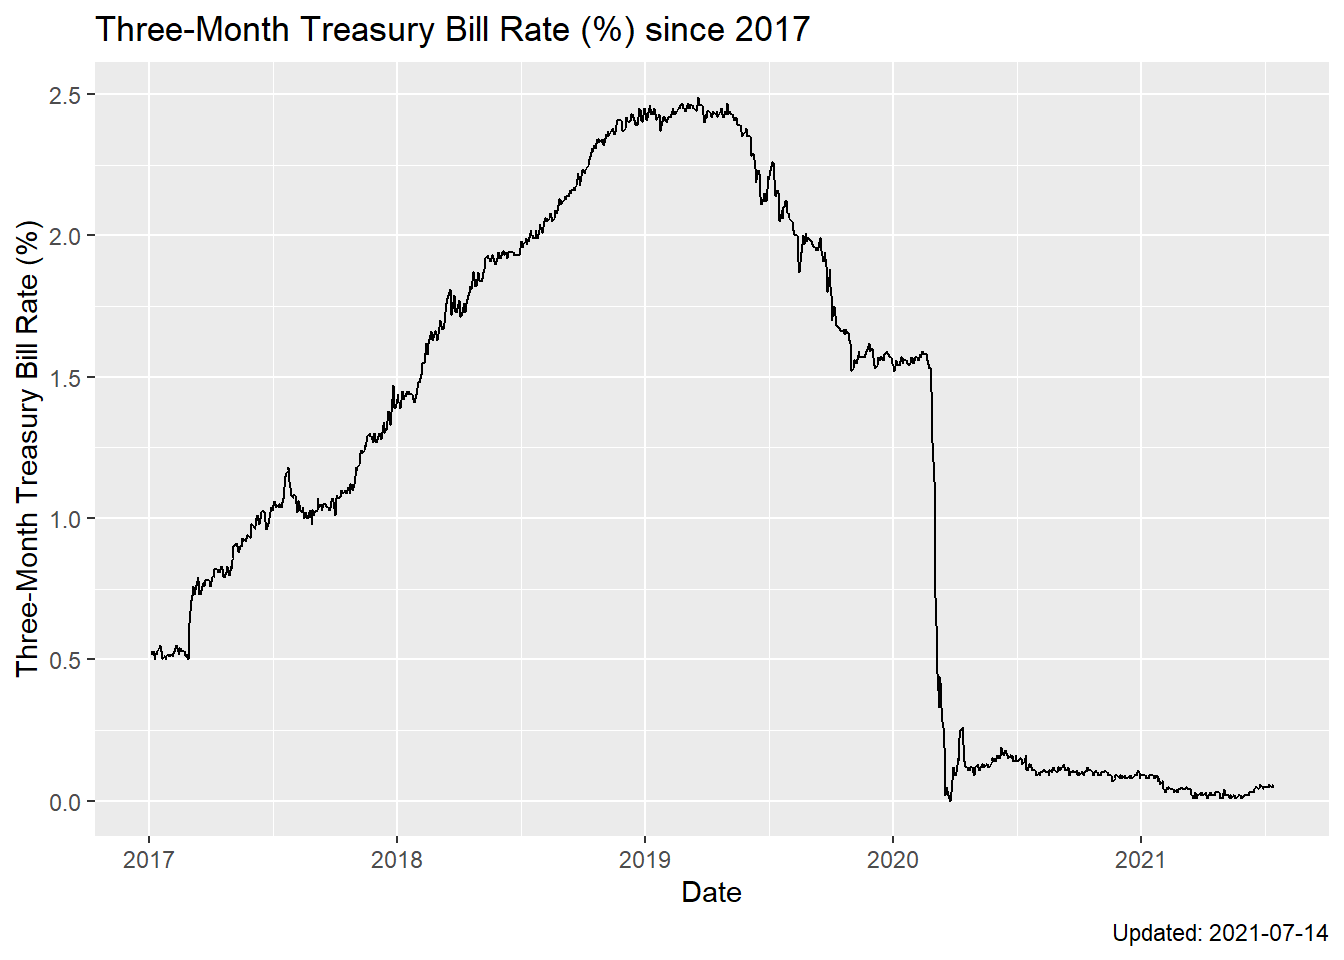 Three-Month Treasury Bill Rate (%) since 2017
Three-Month Treasury Bill Rate (%)
2.5
2.0
1.5
1.0
0.5
0.0
2017 2018 2019 2020 2021
Date
Updated: 2021-07-14